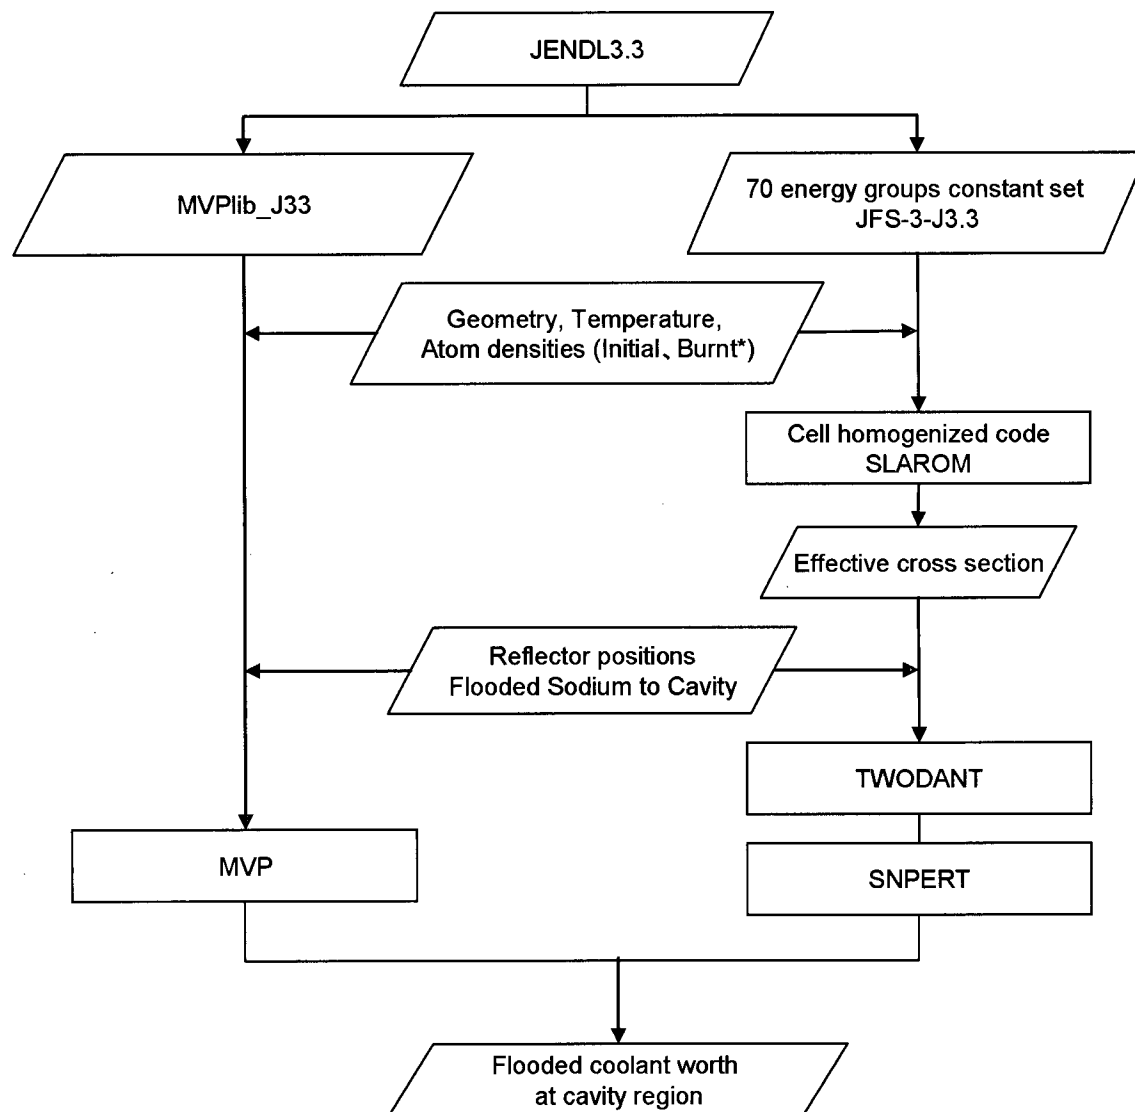 JENDL3.3
MVPlib_J33
70 energy groups constant set
JFS-3-J3.3
Geometry, Temperature,
Atom densities (Initial、Burnt*)
Cell homogenized code
SLAROM
Effective cross section
Reflector positions
Flooded Sodium to Cavity
TWODANT
MVP
SNPERT
Flooded coolant worth
at cavity region